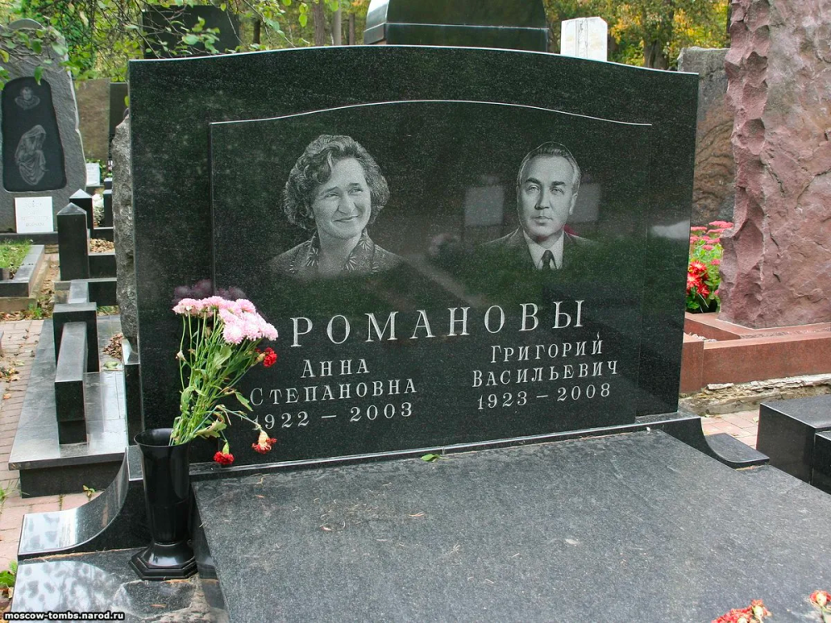 РОМАНОВЫ
АННА
СТЕПАНОВНА
1922 – 2003
ГРИГОРИЙ
ВАСИЛЬЕВИЧ
1923 – 2008
moscow-tombs.narod.ru